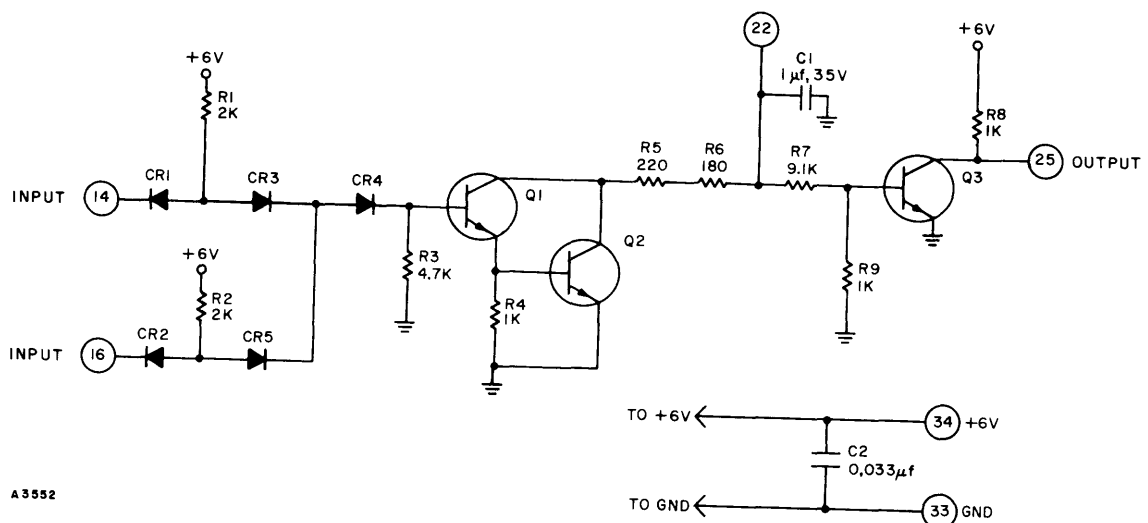 22
+6V
C1
1 μf, 35V
+6V
R1
2K
R8
1K
R5
220
R6
180
R7
9.1K
25 OUTPUT
CR1
CR3
CR4
Q1
Q3
INPUT 14
+6V
R3
4.7K
Q2
R2
2K
R4
1K
R9
1K
CR2
CR5
INPUT 16
TO +6V
34 +6V
C2
0,033μf
A3552
TO GND
33 GND